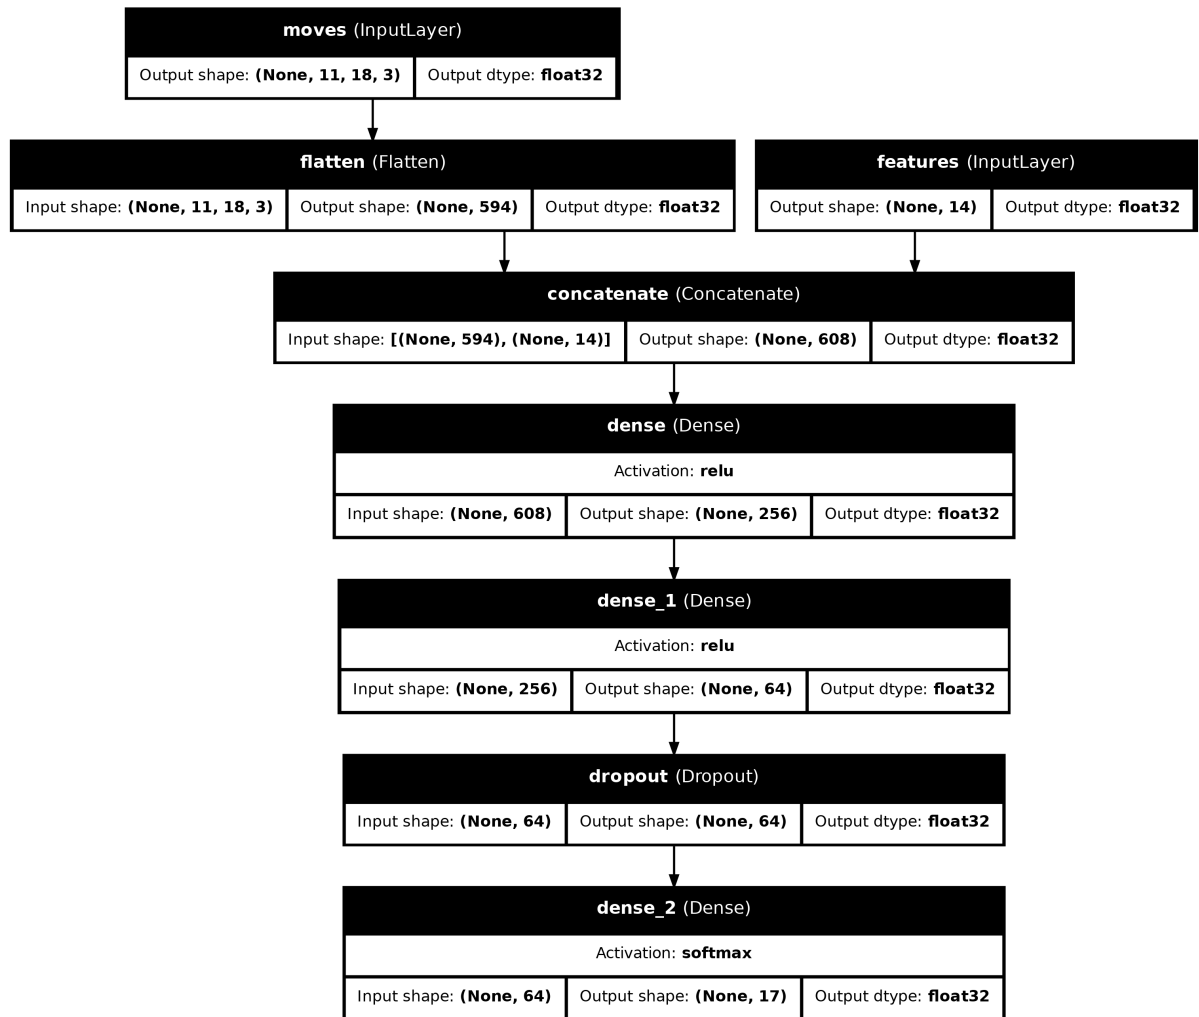 moves (InputLayer)
Output shape: (None, 11, 18, 3) Output dtype: float32
flatten (Flatten)
Input shape: (None, 11, 18, 3) Output shape: (None, 594) Output dtype: float32
features (InputLayer)
Output shape: (None, 14) Output dtype: float32
concatenate (Concatenate)
Input shape: [(None, 594), (None, 14)] Output shape: (None, 608) Output dtype: float32
dense (Dense)
Activation: relu
Input shape: (None, 608) Output shape: (None, 256) Output dtype: float32
dense_1 (Dense)
Activation: relu
Input shape: (None, 256) Output shape: (None, 64) Output dtype: float32
dropout (Dropout)
Input shape: (None, 64) Output shape: (None, 64) Output dtype: float32
dense_2 (Dense)
Activation: softmax
Input shape: (None, 64) Output shape: (None, 17) Output dtype: float32